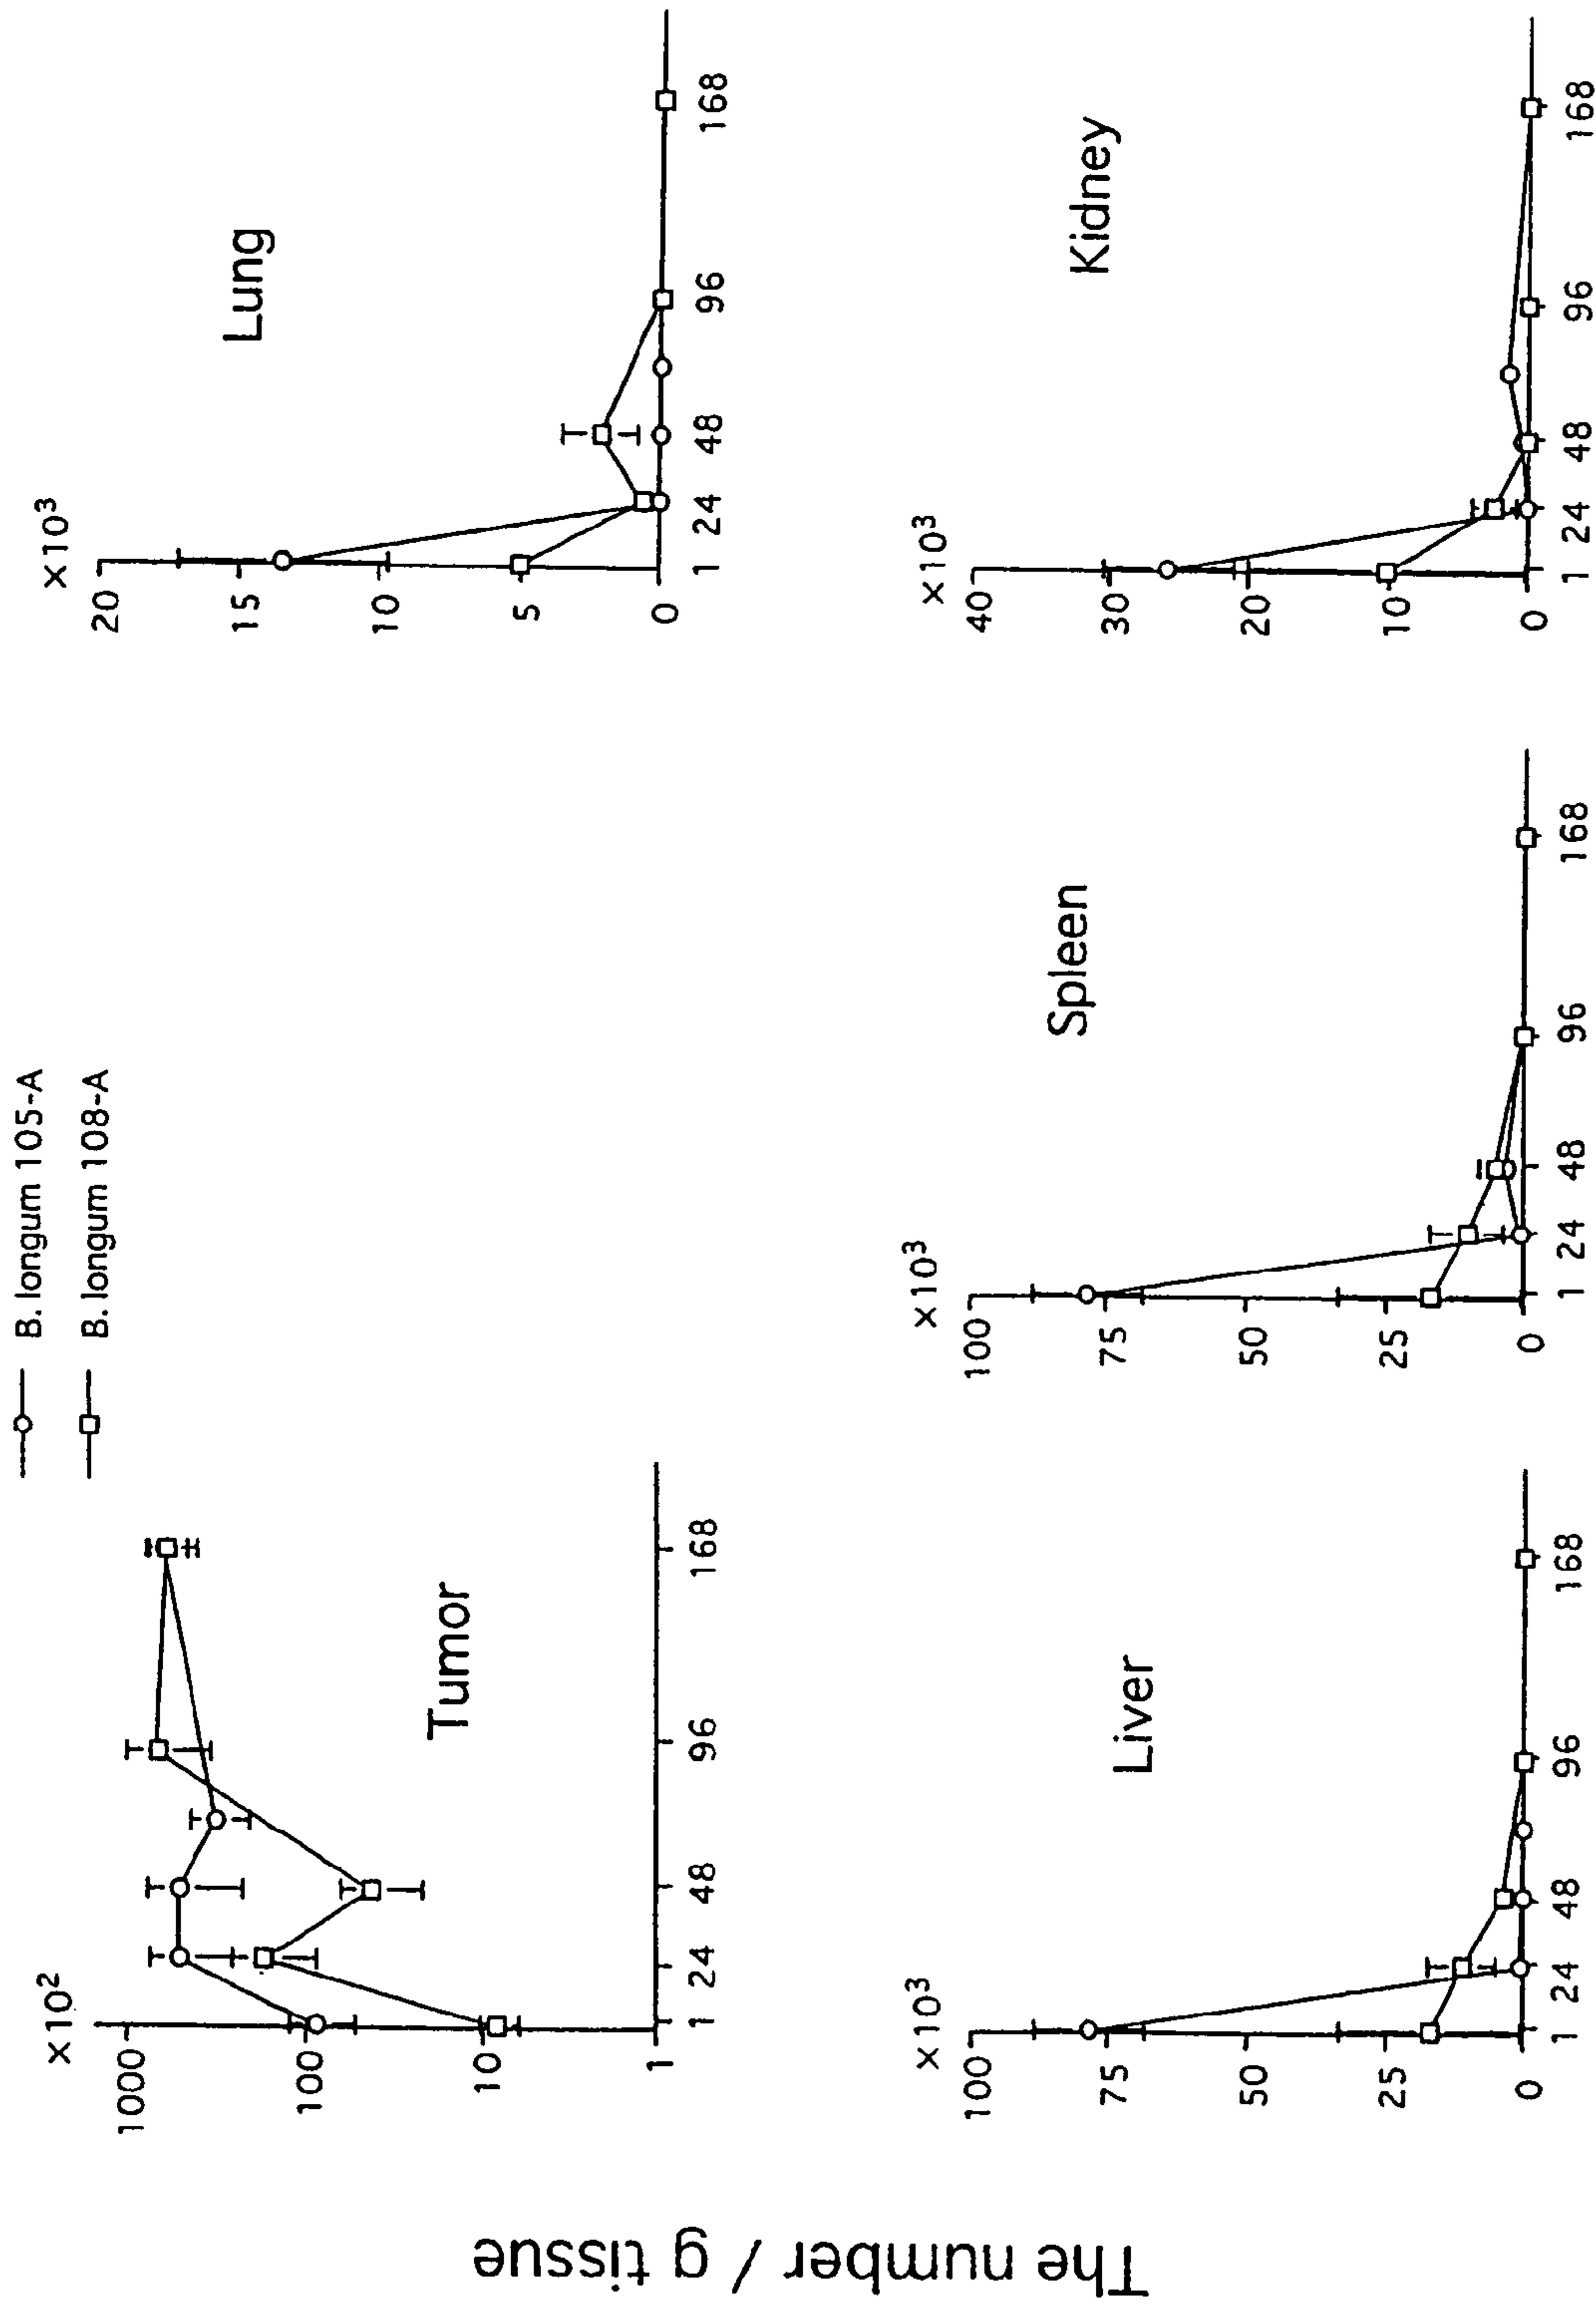 B.longum 105-A
B.longum 108-A
The number / g tissue
×10²
1000
100
10
1
1 24 48 96 168
Tumor
×10³
20
15
10
5
0
1 24 48 96 168
Lung
×10³
100
75
50
25
0
1 24 48 96 168
Liver
×10³
100
75
50
25
0
1 24 48 96 168
Spleen
×10³
40
30
20
10
0
1 24 48 96 168
Kidney